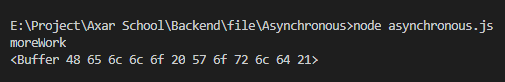 E:\Project\Axar School\Backend\file\Asynchronous>node asynchronous.js
moreWork
<Buffer 48 65 6c 6c 6f 20 57 6f 72 6c 64 21>